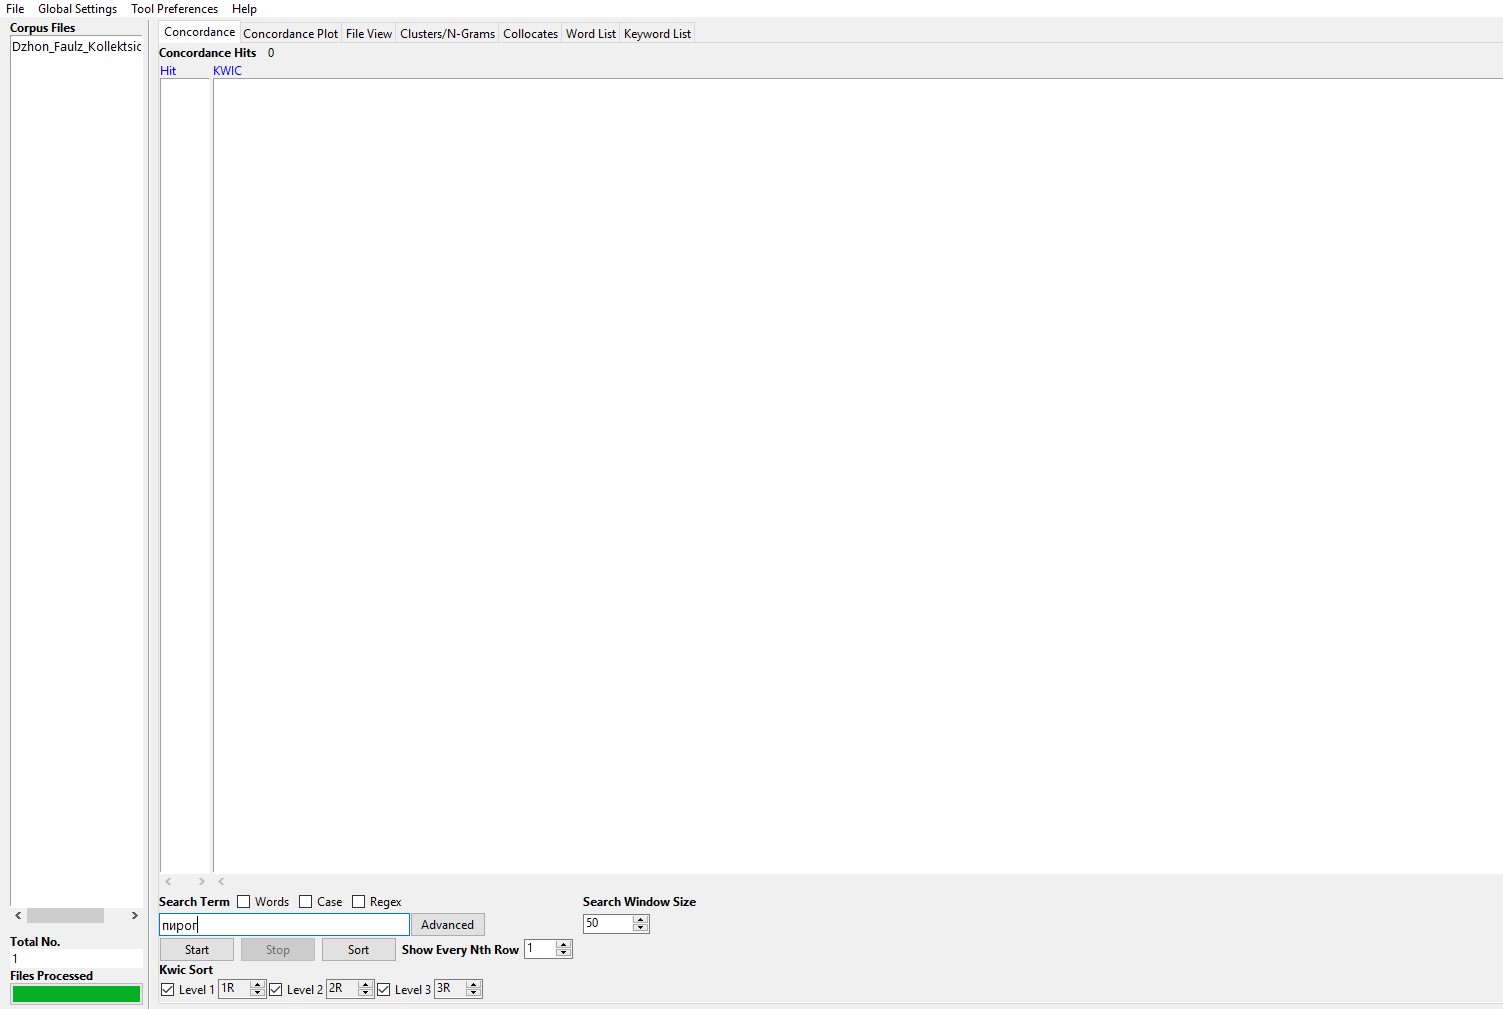 File Global Settings Tool Preferences Help
Corpus Files
Dzhon_Faulz_Kollektsic
Concordance Concordance Plot File View Clusters/N-Grams Collocates Word List Keyword List
Concordance Hits 0
Hit KWIC
Search Term Words Case Regex Search Window Size
пирог Advanced 50
Start Stop Sort Show Every Nth Row 1
Kwic Sort
Level 1 1R Level 2 2R Level 3 3R
Total No.
1
Files Processed